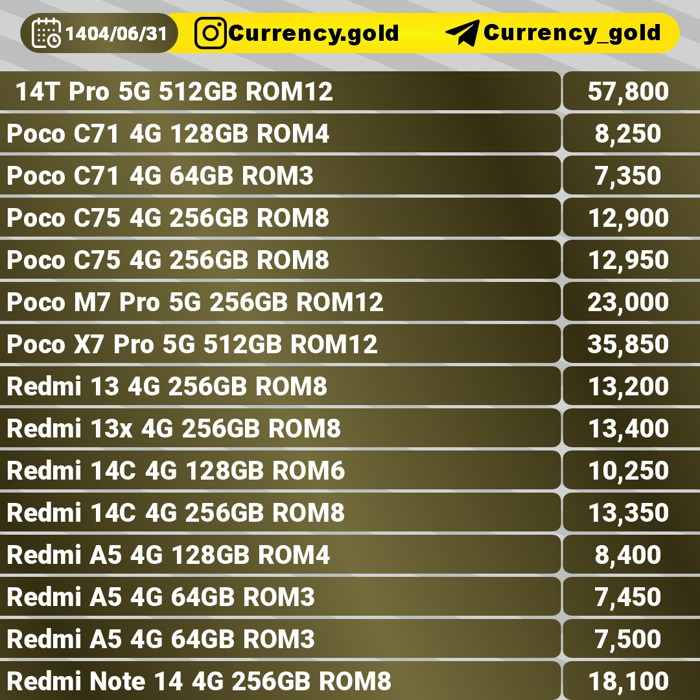 1404/06/31 Currency.gold Currency_gold
14T Pro 5G 512GB ROM12 57,800
Poco C71 4G 128GB ROM4 8,250
Poco C71 4G 64GB ROM3 7,350
Poco C75 4G 256GB ROM8 12,900
Poco C75 4G 256GB ROM8 12,950
Poco M7 Pro 5G 256GB ROM12 23,000
Poco X7 Pro 5G 512GB ROM12 35,850
Redmi 13 4G 256GB ROM8 13,200
Redmi 13x 4G 256GB ROM8 13,400
Redmi 14C 4G 128GB ROM6 10,250
Redmi 14C 4G 256GB ROM8 13,350
Redmi A5 4G 128GB ROM4 8,400
Redmi A5 4G 64GB ROM3 7,450
Redmi A5 4G 64GB ROM3 7,500
Redmi Note 14 4G 256GB ROM8 18,100